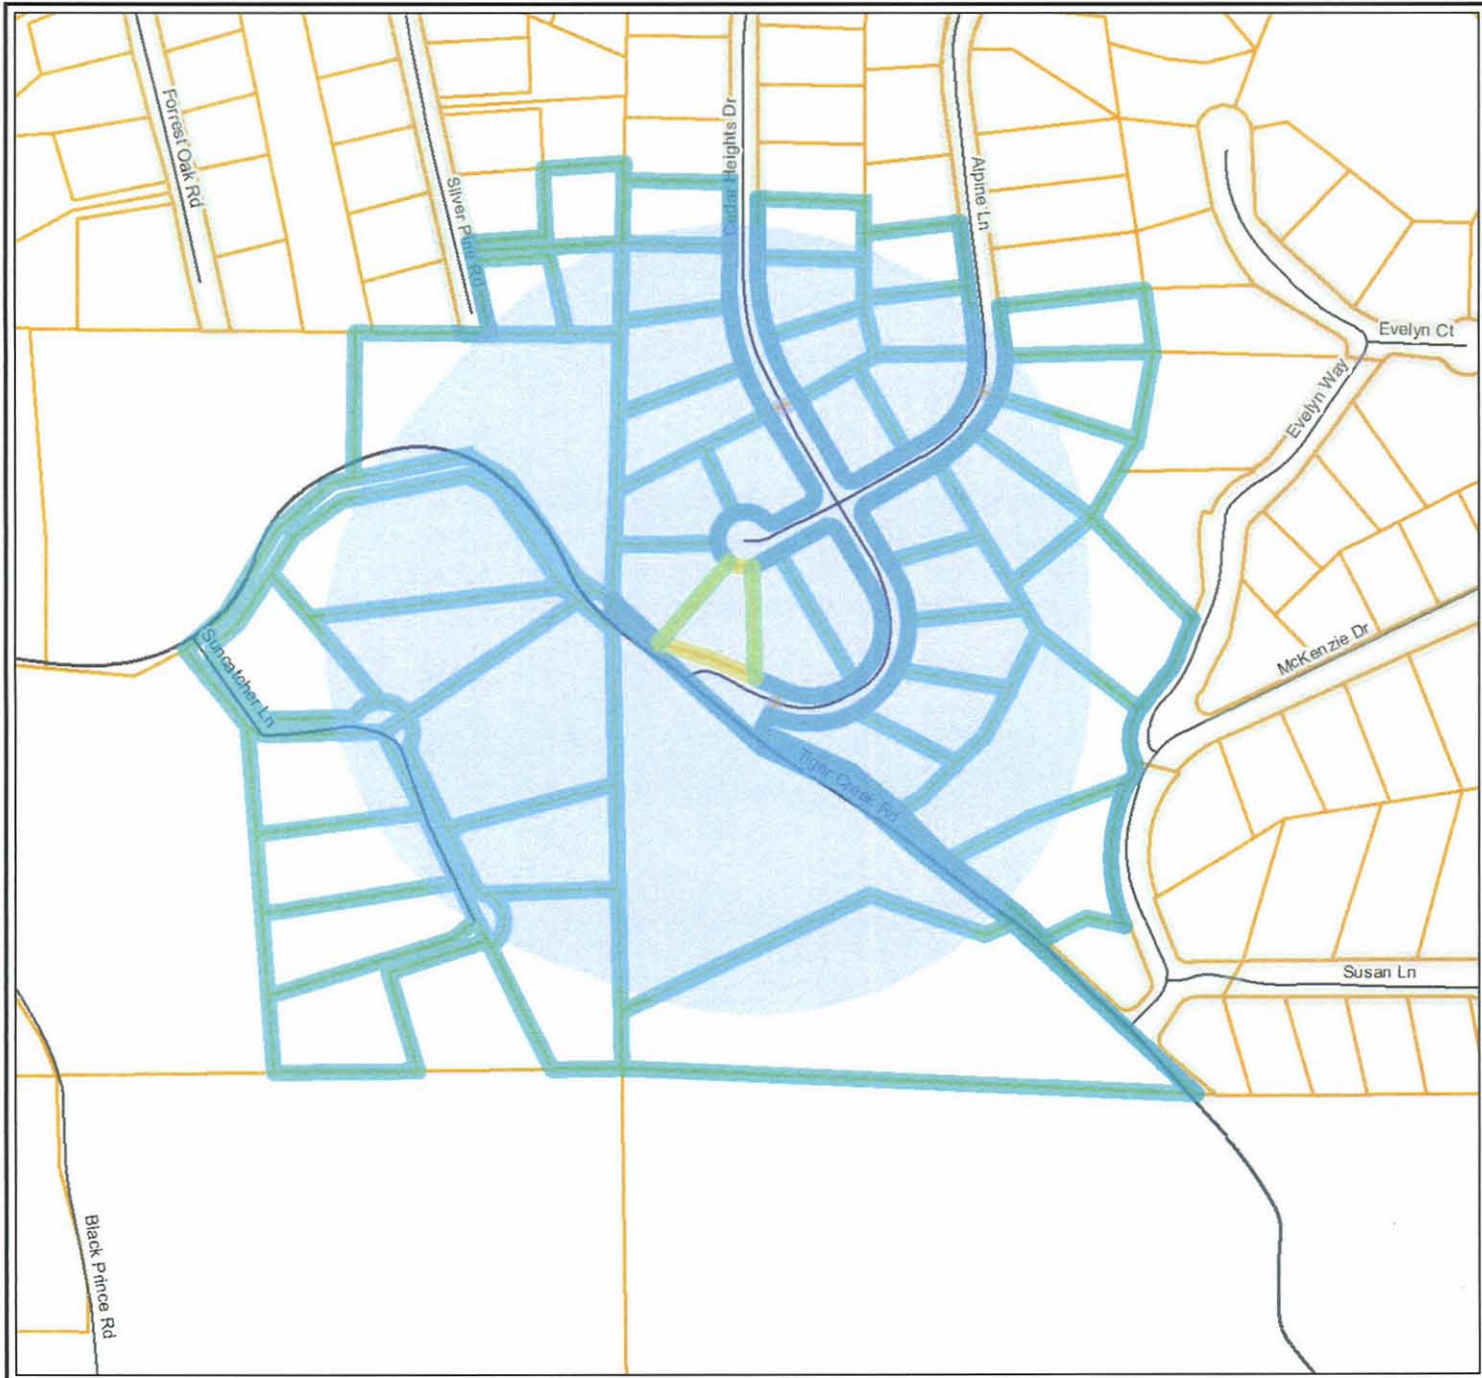 Forrest Oak Rd
Silver Pine Rd
Cedar Heights Dr
Alpine Ln
Evelyn Ct
Evelyn Way
McKenzie Dr
Suncatcher Ln
Tiger Creek Rd
Susan Ln
Black Prince Rd